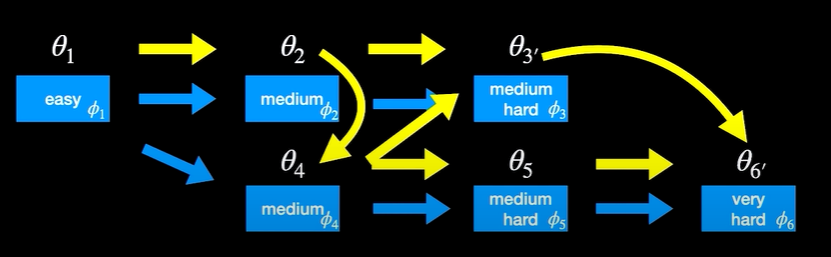 θ₁
θ₂
θ₃′
easy ϕ₁
medium ϕ₂
medium
hard ϕ₃
θ₄
θ₅
θ₆′
medium ϕ₄
medium
hard ϕ₅
very
hard ϕ₆